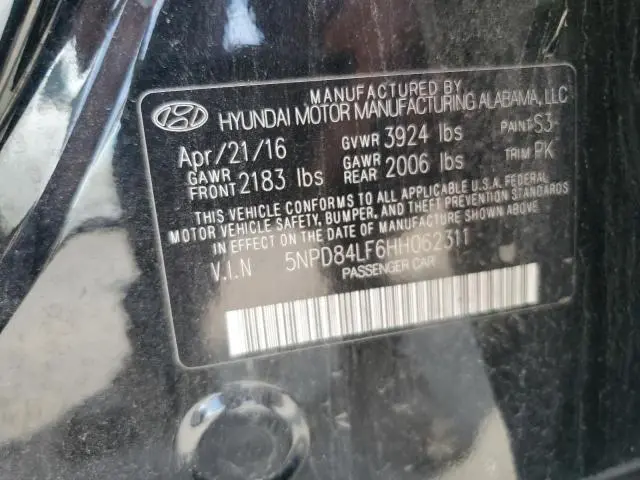 MANUFACTURED BY
HYUNDAI MOTOR MANUFACTURING ALABAMA, LLC
Apr/21/16 GVWR 3924 lbs PAINT S3-
GAWR FRONT 2183 lbs GAWR REAR 2006 lbs TRIM PK
THIS VEHICLE CONFORMS TO ALL APPLICABLE U.S.A. FEDERAL
MOTOR VEHICLE SAFETY, BUMPER, AND THEFT PREVENTION STANDARDS
IN EFFECT ON THE DATE OF MANUFACTURE SHOWN ABOVE.
V.I.N 5NPD84LF6HH062311
PASSENGER CAR